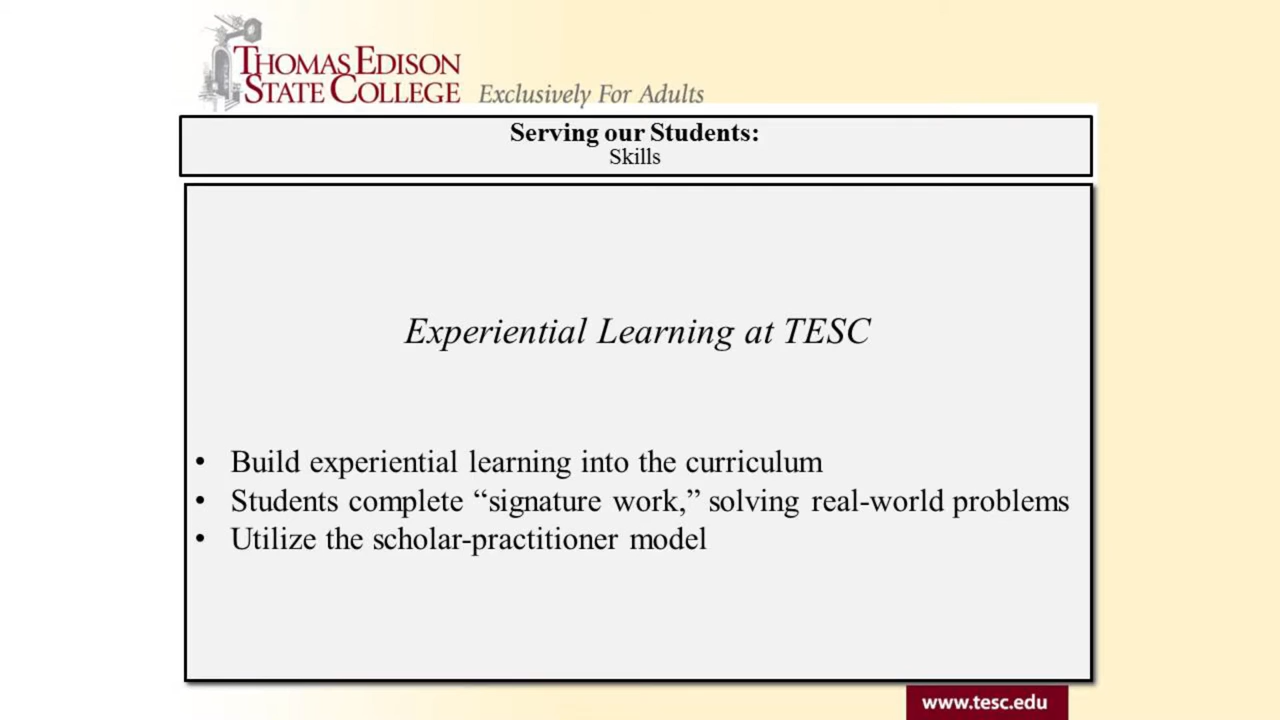 THOMAS EDISON
STATE COLLEGE Exclusively For Adults
Serving our Students:
Skills
Experiential Learning at TESC
• Build experiential learning into the curriculum
• Students complete “signature work,” solving real-world problems
• Utilize the scholar-practitioner model
www.tesc.edu